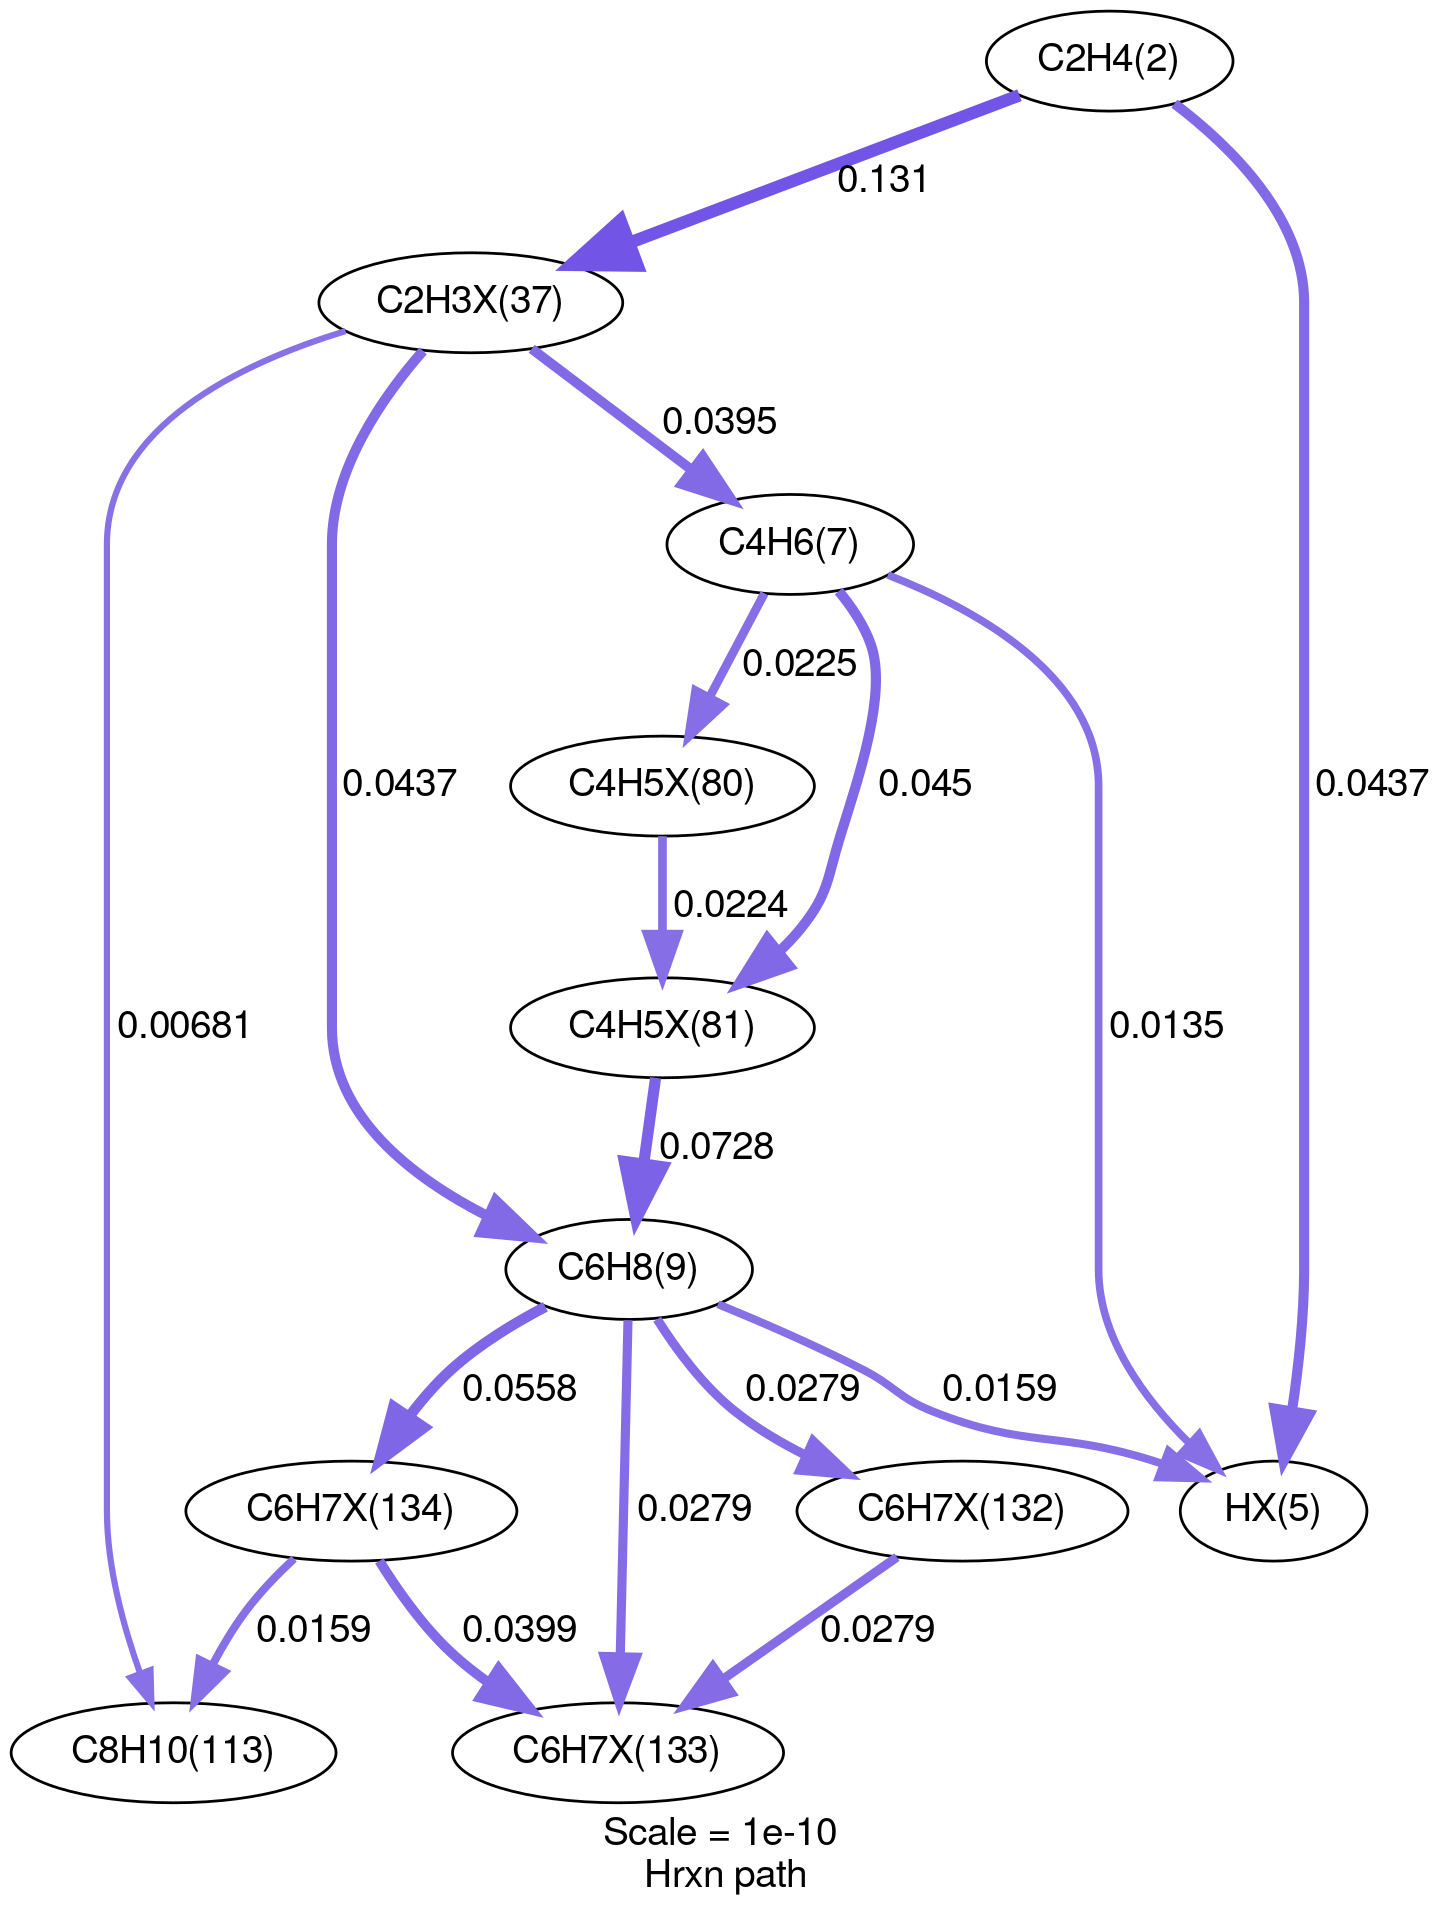 C2H4(2)
0.131
C2H3X(37)
0.0395
C4H6(7)
0.0225
C4H5X(80)
0.0437
0.045
0.0437
0.0224
C4H5X(81)
0.00681
0.0135
0.0728
C6H8(9)
0.0558
0.0279
0.0159
C6H7X(134)
0.0279
C6H7X(132)
HX(5)
0.0159
0.0399
0.0279
C8H10(113)
C6H7X(133)
Scale = 1e-10
Hrxn path